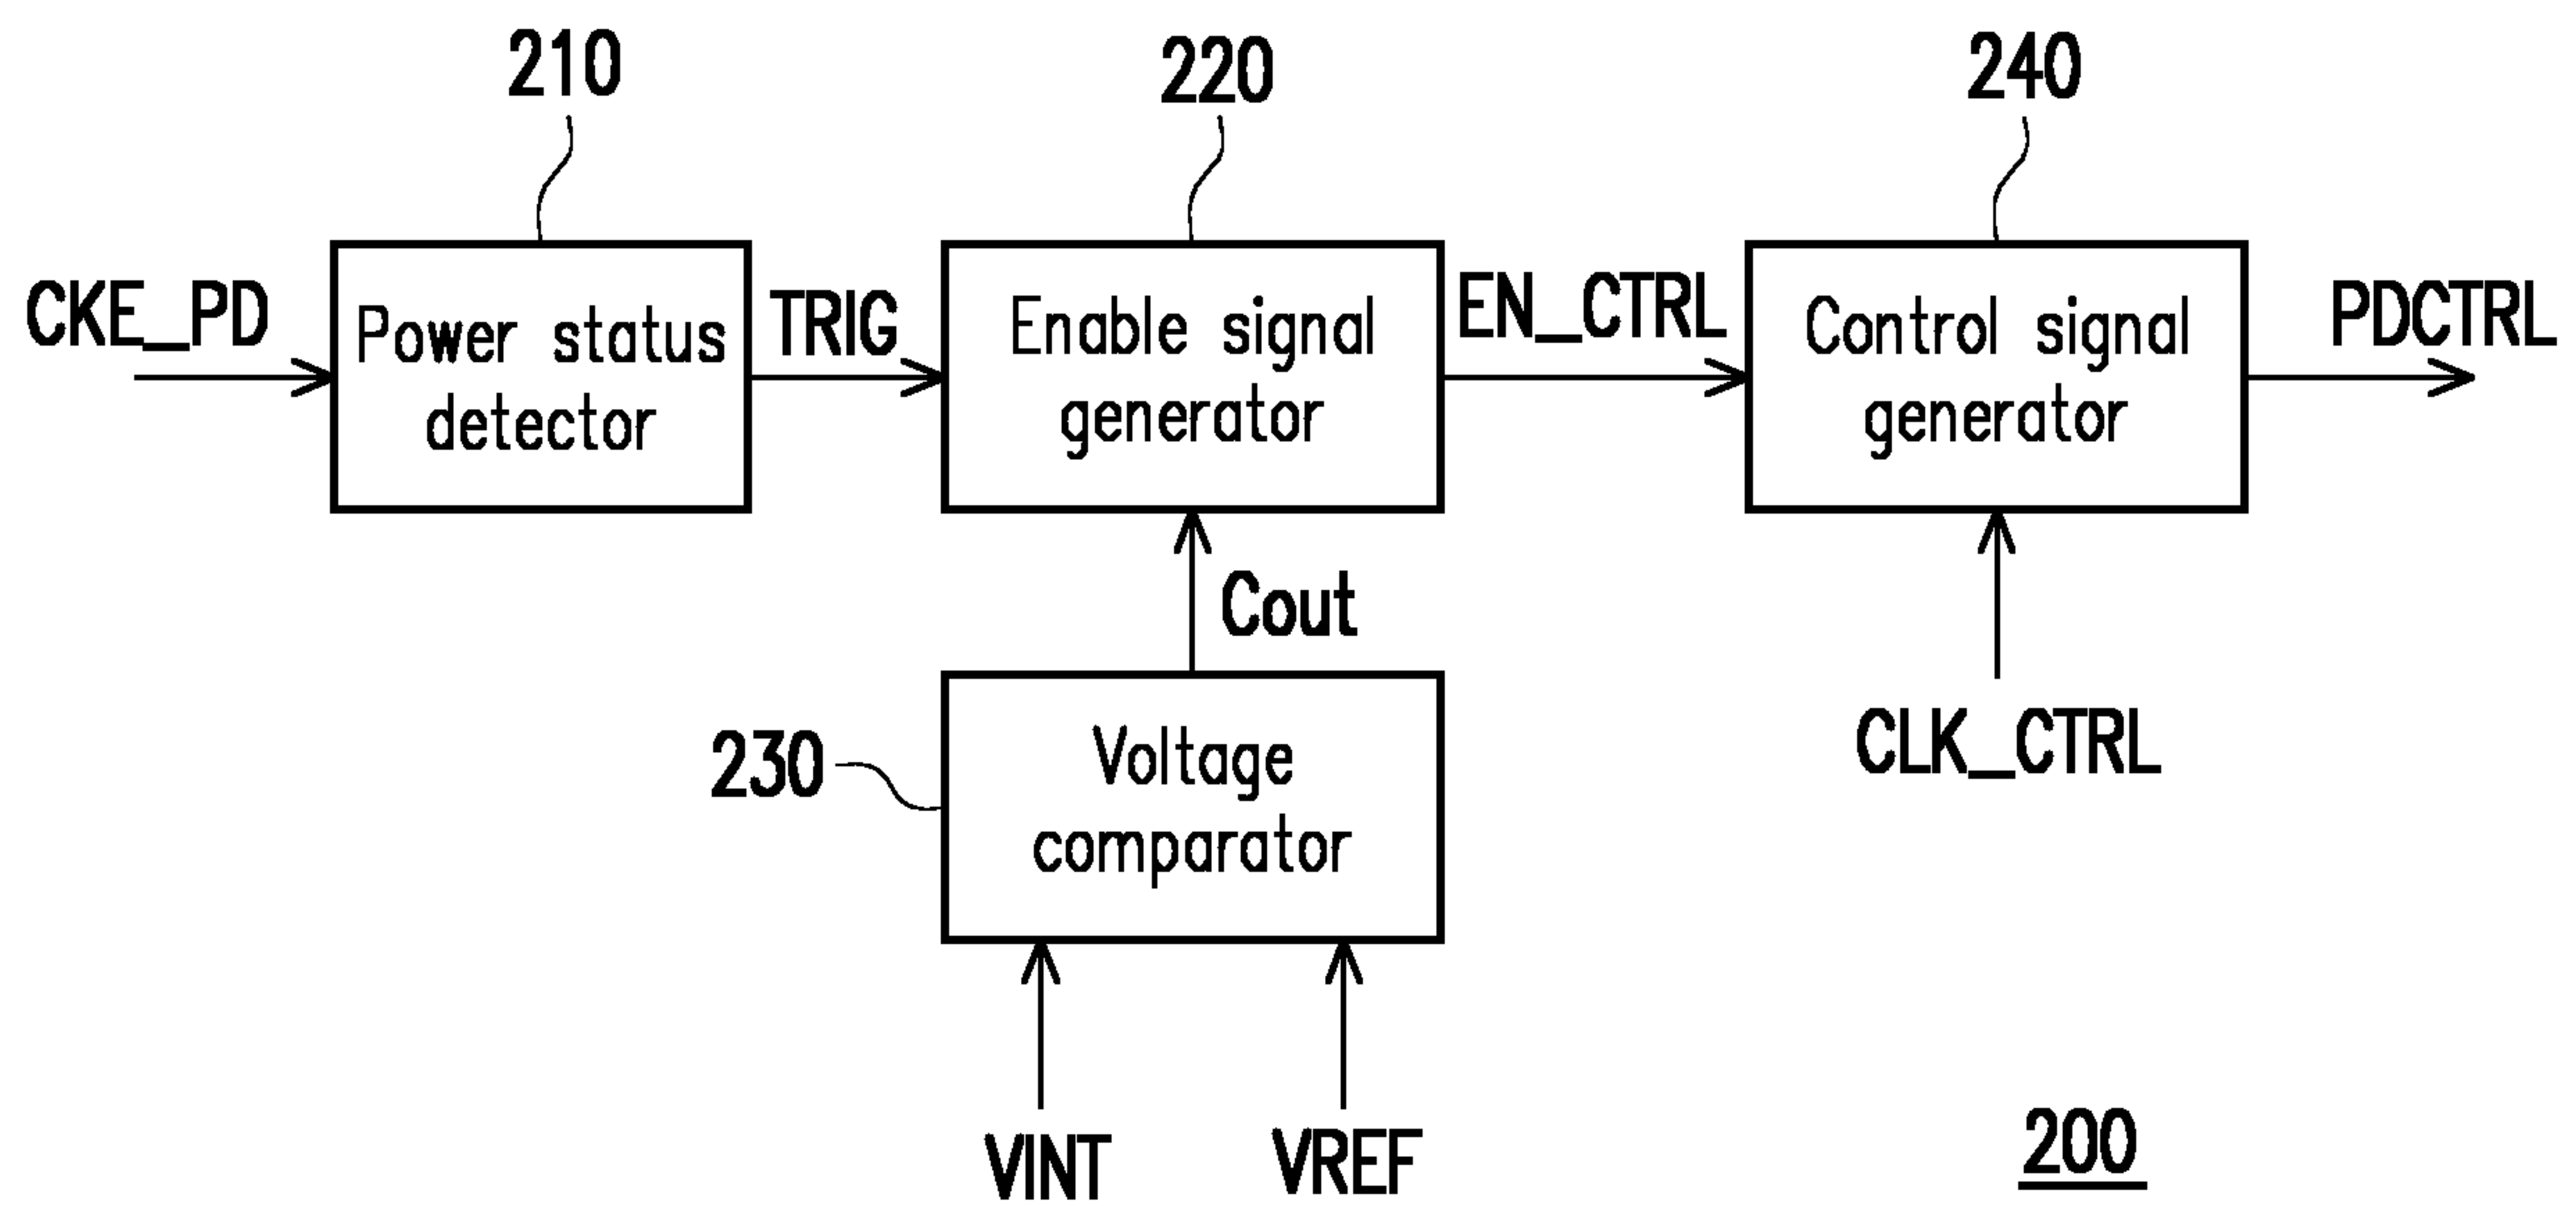 210
220
240
CKE_PD
Power status
detector
TRIG
Enable signal
generator
EN_CTRL
Control signal
generator
PDCTRL
Cout
CLK_CTRL
230
Voltage
comparator
VINT
VREF
200